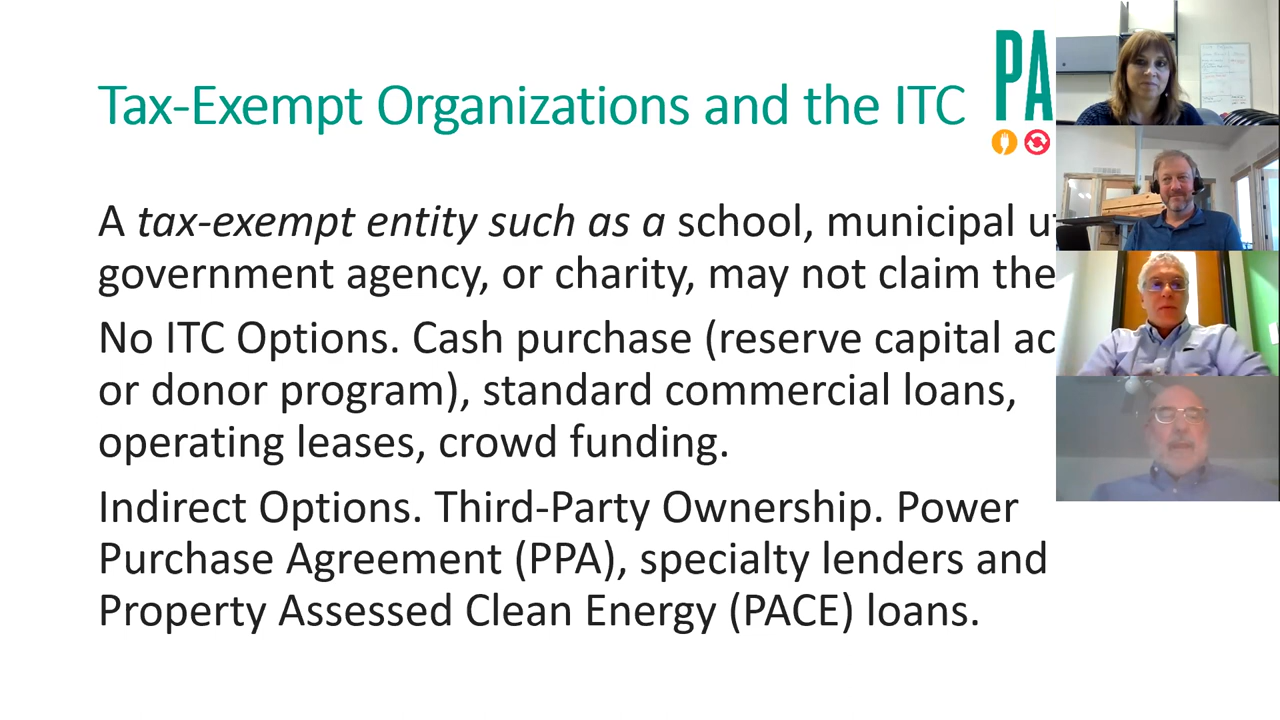 Tax-Exempt Organizations and the ITC
PA
A tax-exempt entity such as a school, municipal
government agency, or charity, may not claim the
No ITC Options. Cash purchase (reserve capital
or donor program), standard commercial loans,
operating leases, crowd funding.
Indirect Options. Third-Party Ownership. Power
Purchase Agreement (PPA), specialty lenders and
Property Assessed Clean Energy (PACE) loans.